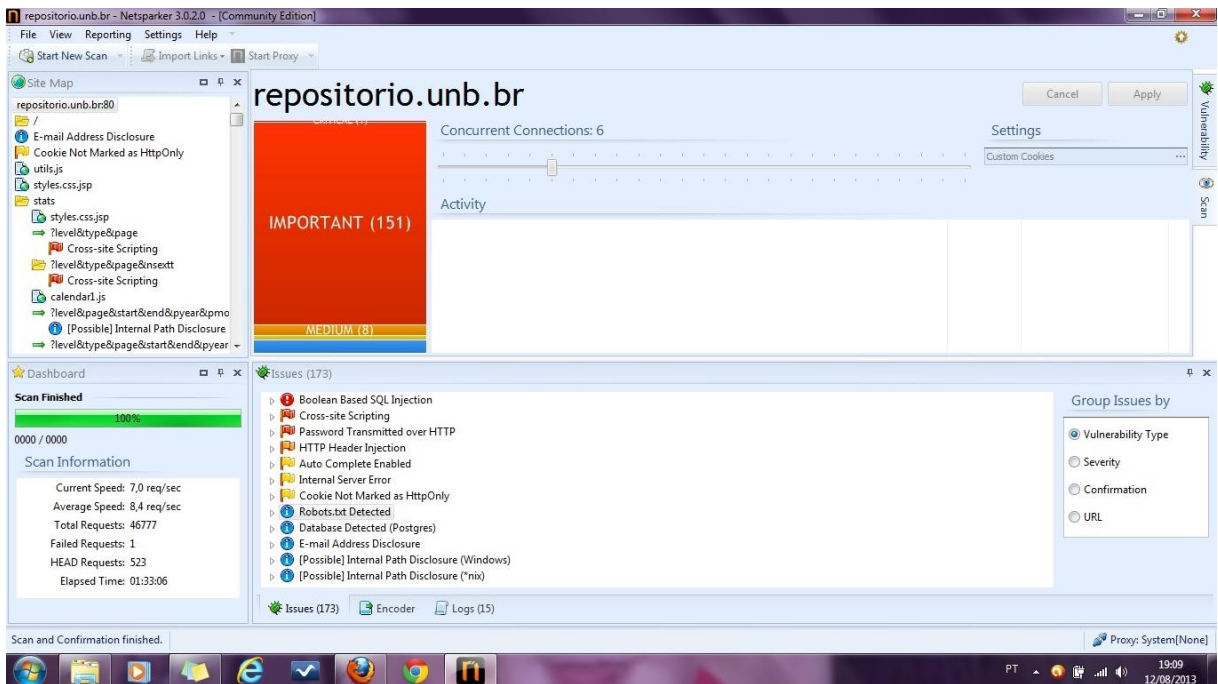 repositorio.unb.br - Netsparker 3.0.2.0 - [Community Edition]
File View Reporting Settings Help
Start New Scan Import Links Start Proxy
Site Map
repositorio.unb.br:80
/
E-mail Address Disclosure
Cookie Not Marked as HttpOnly
utils.js
styles.css.jsp
stats
styles.css.jsp
?level&type&page
Cross-site Scripting
?level&type&page&nsextt
Cross-site Scripting
calendar1.js
?level&page&start&end&pyear&pmo
[Possible] Internal Path Disclosure
?level&type&page&start&end&pyear
repositorio.unb.br
Cancel Apply
IMPORTANT (151)
MEDIUM (8)
Concurrent Connections: 6
Settings
Custom Cookies ...
Activity
Vulnerability
Scan
Dashboard
Scan Finished
100%
0000 / 0000
Scan Information
Current Speed: 7,0 req/sec
Average Speed: 8,4 req/sec
Total Requests: 46777
Failed Requests: 1
HEAD Requests: 523
Elapsed Time: 01:33:06
Issues (173)
Boolean Based SQL Injection
Cross-site Scripting
Password Transmitted over HTTP
HTTP Header Injection
Auto Complete Enabled
Internal Server Error
Cookie Not Marked as HttpOnly
Robots.txt Detected
Database Detected (Postgres)
E-mail Address Disclosure
[Possible] Internal Path Disclosure (Windows)
[Possible] Internal Path Disclosure (*nix)
Group Issues by
Vulnerability Type
Severity
Confirmation
URL
Issues (173) Encoder Logs (15)
Scan and Confirmation finished.
Proxy: System[None]
PT
19:09
12/08/2013